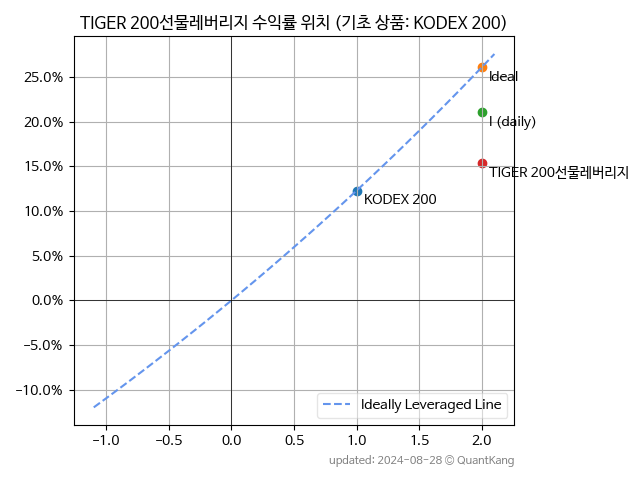 TIGER 200선물레버리지 수익률 위치 (기초 상품: KODEX 200)
25.0%
20.0%
15.0%
10.0%
5.0%
0.0%
−5.0%
−10.0%
Ideal
I (daily)
TIGER 200선물레버리지
KODEX 200
Ideally Leveraged Line
−1.0 −0.5 0.0 0.5 1.0 1.5 2.0
updated: 2024-08-28 © QuantKang